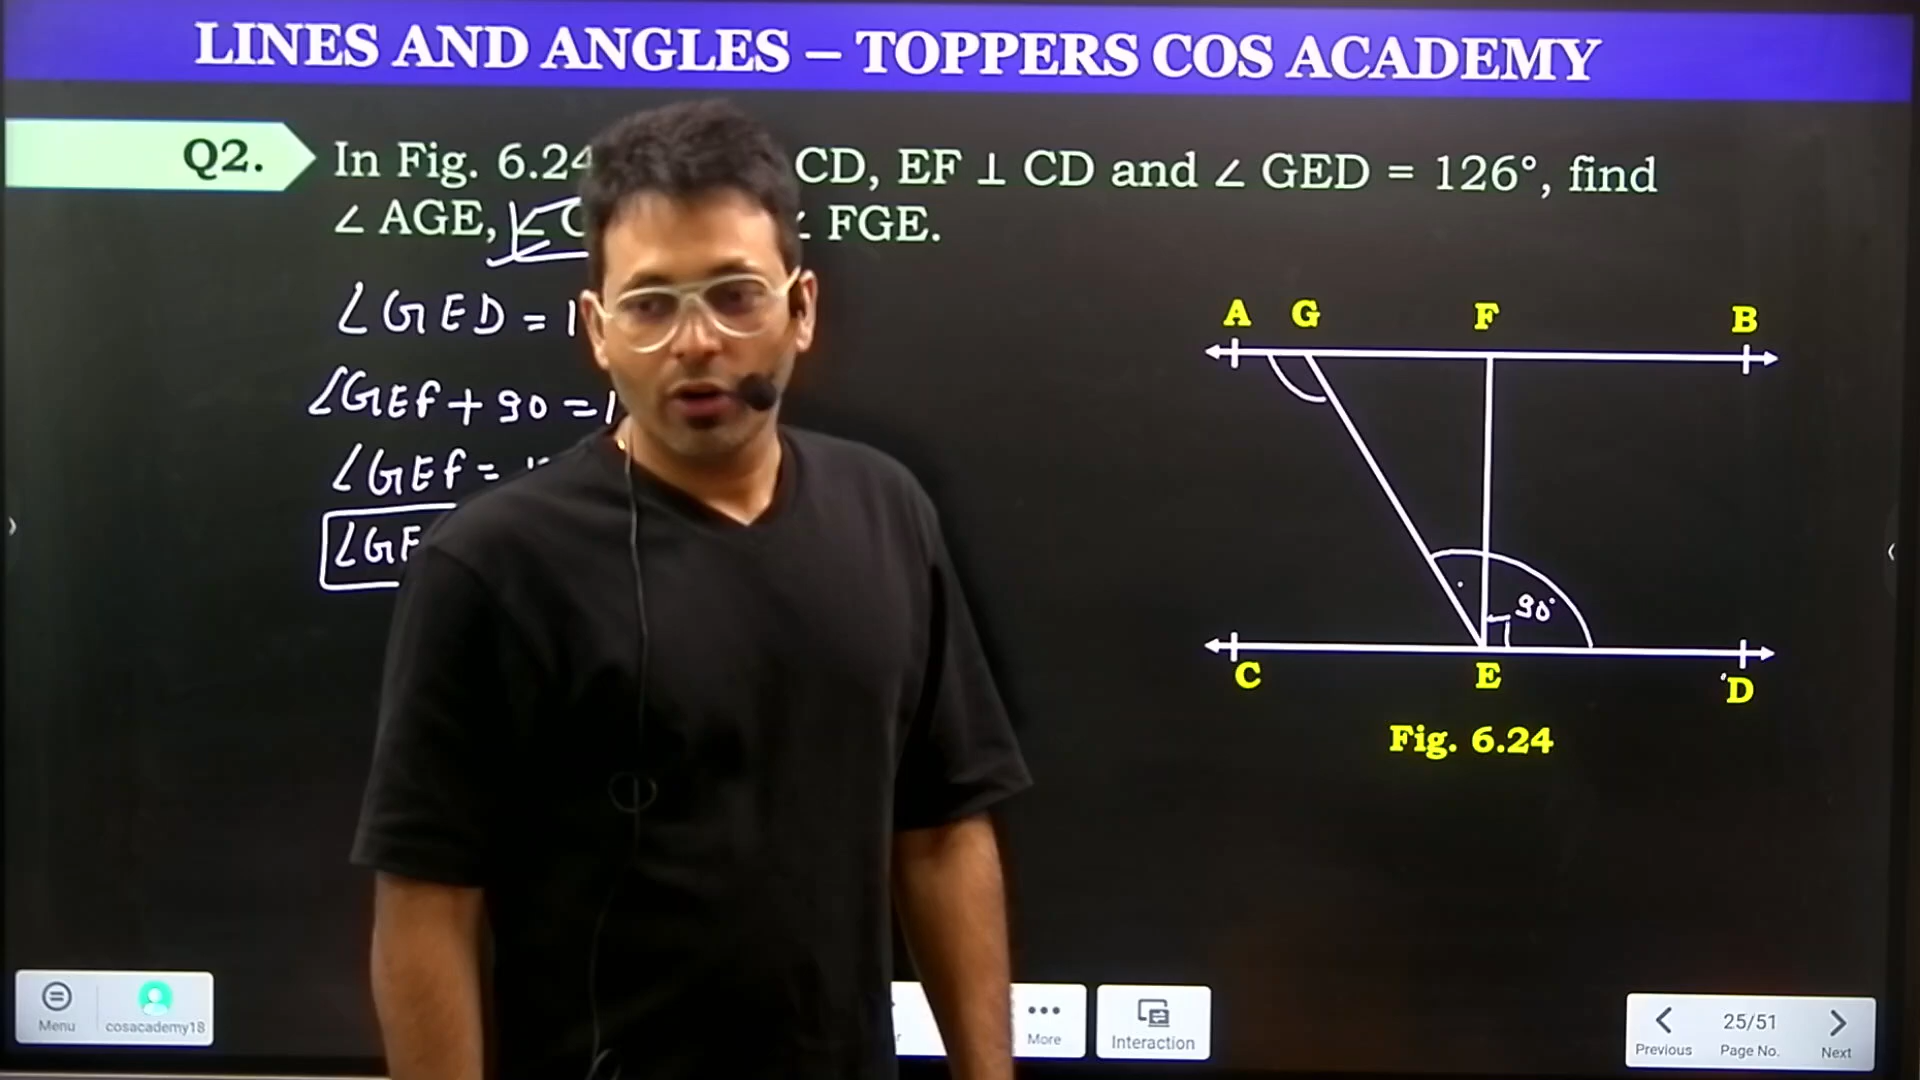 LINES AND ANGLES – TOPPERS COS ACADEMY
Q2. In Fig. 6.24 CD, EF ⊥ CD and ∠ GED = 126°, find
∠ AGE, ∠ FGE.
∠GED = 1
∠GEF + 90 = 1
∠GEF =
∠GE
A G F B
90°
C E D
Fig. 6.24
Menu
cosacademy18
More
Interaction
Previous
25/51
Page No.
Next